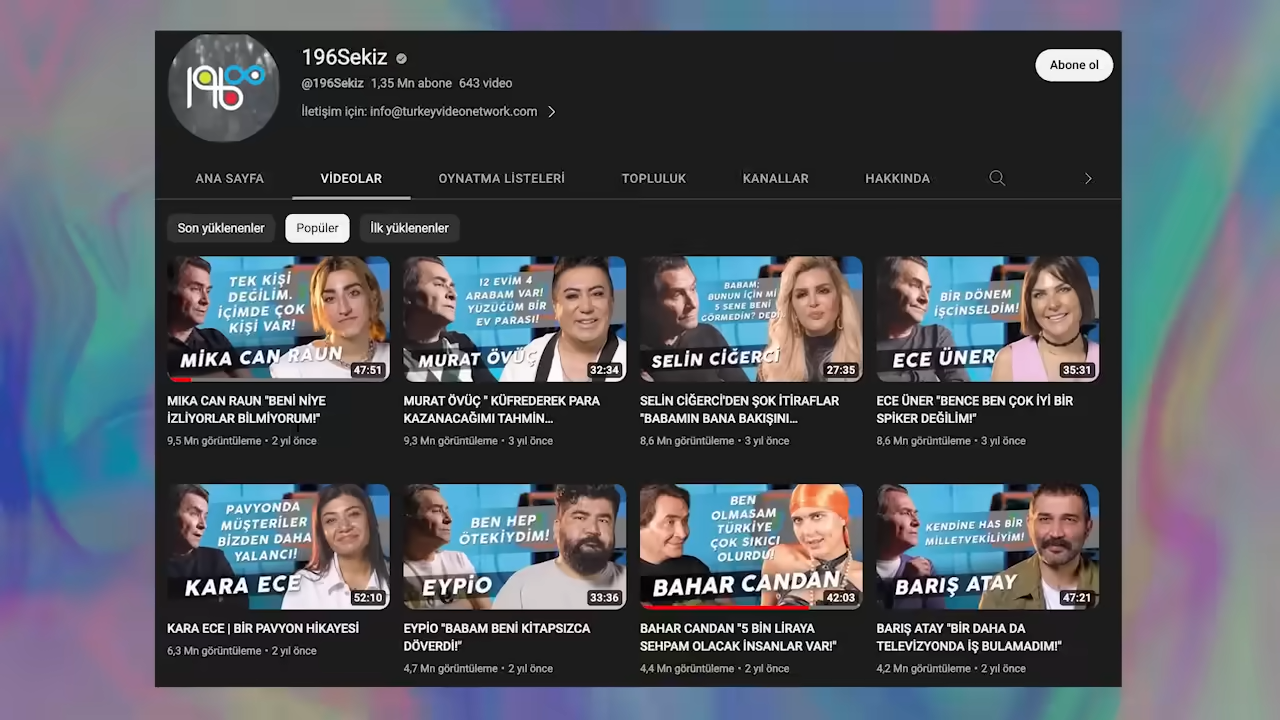 196Sekiz
@196Sekiz 1,35 Mn abone 643 video
İletişim için: info@turkeyvideonetwork.com
Abone ol
ANA SAYFA VİDEOLAR OYNATMA LİSTELERİ TOPLULUK KANALLAR HAKKINDA
Son yüklenenler Popüler İlk yüklenenler
TEK KİŞİ
DEĞİLİM.
İÇİMDE ÇOK
KİŞİ VAR!
MİKA CAN RAUN
47:51
MIKA CAN RAUN "BENİ NİYE
İZLİYORLAR BİLMİYORUM!"
9,5 Mn görüntüleme • 2 yıl önce
12 EVİM 4
ARABAM VAR!
YÜZÜĞÜM BİR
EV PARASI!
MURAT ÖVÜÇ
32:34
MURAT ÖVÜÇ " KÜFREDEREK PARA
KAZANACAĞIMI TAHMİN...
9,3 Mn görüntüleme • 3 yıl önce
BABAM;
BUNUN İÇİN Mİ
5 SENE BENİ
GÖRMEDİN? DEDİ
SELİN CİĞERCİ
27:35
SELİN CİĞERCİ'DEN ŞOK İTİRAFLAR
"BABAMIN BANA BAKIŞINI...
8,6 Mn görüntüleme • 3 yıl önce
BİR DÖNEM
İŞÇİNSELDİM!
ECE ÜNER
35:31
ECE ÜNER "BENCE BEN ÇOK İYİ BİR
SPİKER DEĞİLİM!"
8,6 Mn görüntüleme • 3 yıl önce
PAVYONDA
MÜŞTERİLER
BİZDEN DAHA
YALANCI!
KARA ECE
52:10
KARA ECE | BİR PAVYON HİKAYESİ
6,3 Mn görüntüleme • 2 yıl önce
BEN HEP
ÖTEKİYDİM!
EYPİO
33:36
EYPİO "BABAM BENİ KİTAPSIZCA
DÖVERDİ!"
4,7 Mn görüntüleme • 2 yıl önce
BEN
OLMASAM
TÜRKİYE
ÇOK SIKICI
OLURDU!
BAHAR CANDAN
42:03
BAHAR CANDAN "5 BİN LİRAYA
SEHPAM OLACAK İNSANLAR VAR!"
4,4 Mn görüntüleme • 2 yıl önce
KENDİNE HAS BİR
MİLLETVEKİLİYİM!
BARIŞ ATAY
47:21
BARIŞ ATAY "BİR DAHA DA
TELEVİZYONDA İŞ BULAMADIM!"
4,2 Mn görüntüleme • 2 yıl önce